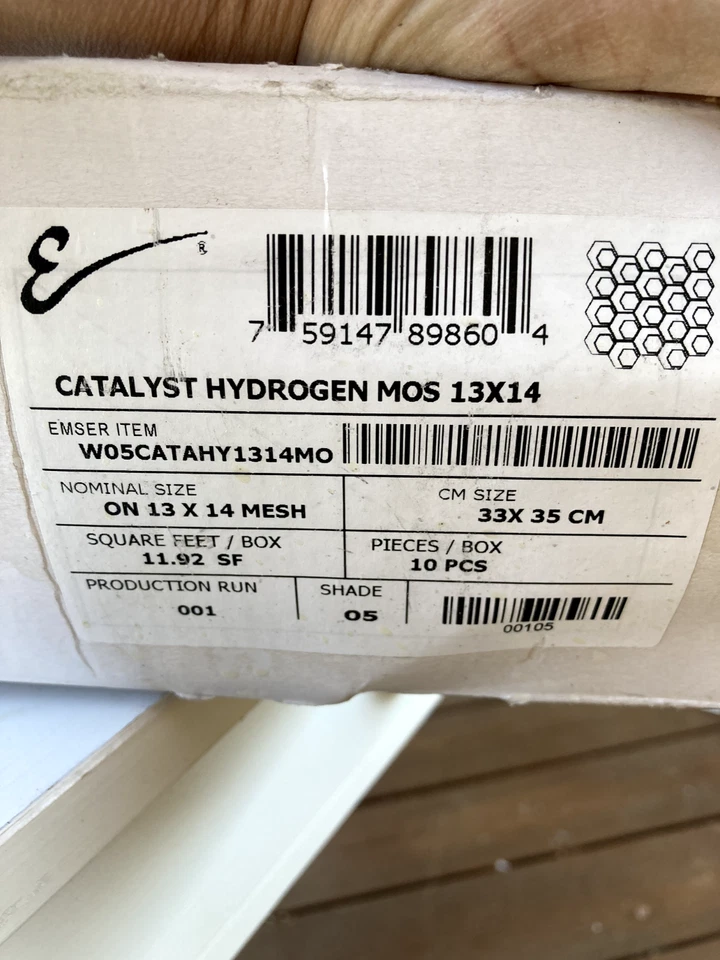 ®
7 59147 89860 4
CATALYST HYDROGEN MOS 13X14
EMSER ITEM
W05CATAHY1314MO
NOMINAL SIZE
ON 13 X 14 MESH
CM SIZE
33X 35 CM
SQUARE FEET / BOX
11.92 SF
PIECES / BOX
10 PCS
PRODUCTION RUN
001
SHADE
05
00105